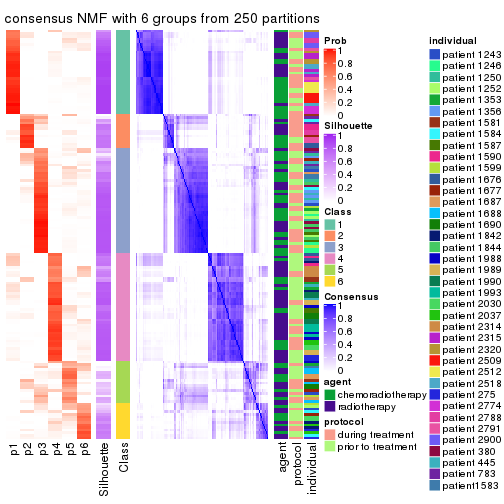 consensus NMF with 6 groups from 250 partitions
p1
p2
p3
p4
p5
p6
Silhouette
Class
agent
protocol
individual
Prob
1
0.8
0.6
0.4
0.2
0
Silhouette
1
0.8
0.6
0.4
0.2
0
Class
1
2
3
4
5
6
Consensus
1
0.8
0.6
0.4
0.2
0
agent
chemoradiotherapy
radiotherapy
protocol
during treatment
prior to treatment
individual
patient 1243
patient 1246
patient 1250
patient 1252
patient 1353
patient 1356
patient 1581
patient 1584
patient 1587
patient 1590
patient 1599
patient 1676
patient 1677
patient 1687
patient 1688
patient 1690
patient 1842
patient 1844
patient 1988
patient 1989
patient 1990
patient 1993
patient 2030
patient 2037
patient 2314
patient 2315
patient 2320
patient 2509
patient 2512
patient 2518
patient 275
patient 2774
patient 2788
patient 2791
patient 2900
patient 380
patient 445
patient 783
patient1583